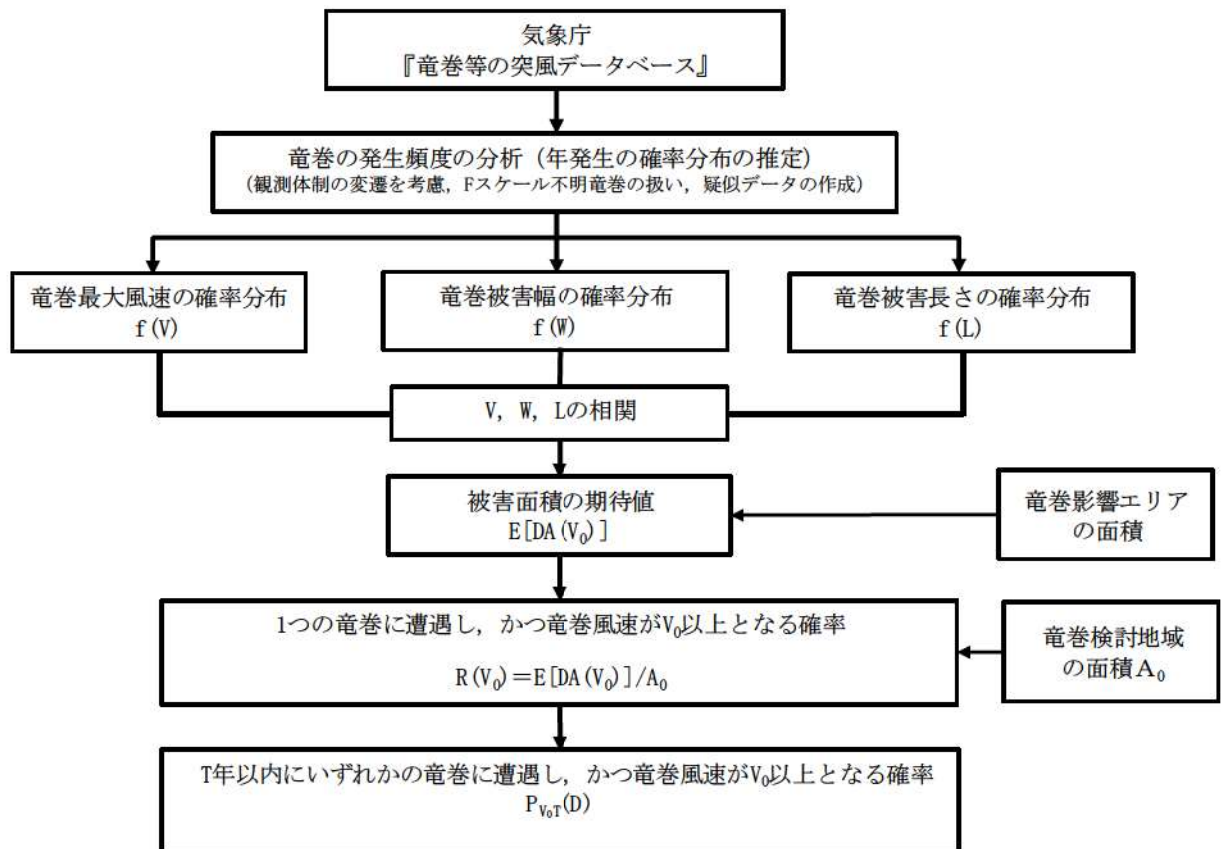 気象庁
『竜巻等の突風データベース』
竜巻の発生頻度の分析（年発生の確率分布の推定）
（観測体制の変遷を考慮，Fスケール不明竜巻の扱い，疑似データの作成）
竜巻最大風速の確率分布
f(V)
竜巻被害幅の確率分布
f(W)
竜巻被害長さの確率分布
f(L)
V, W, Lの相関
被害面積の期待値
E[DA(V₀)]
竜巻影響エリア
の面積
1つの竜巻に遭遇し，かつ竜巻風速がV₀以上となる確率
R(V₀)＝E[DA(V₀)]/A₀
竜巻検討地域
の面積A₀
T年以内にいずれかの竜巻に遭遇し，かつ竜巻風速がV₀以上となる確率
P_{V₀T}(D)